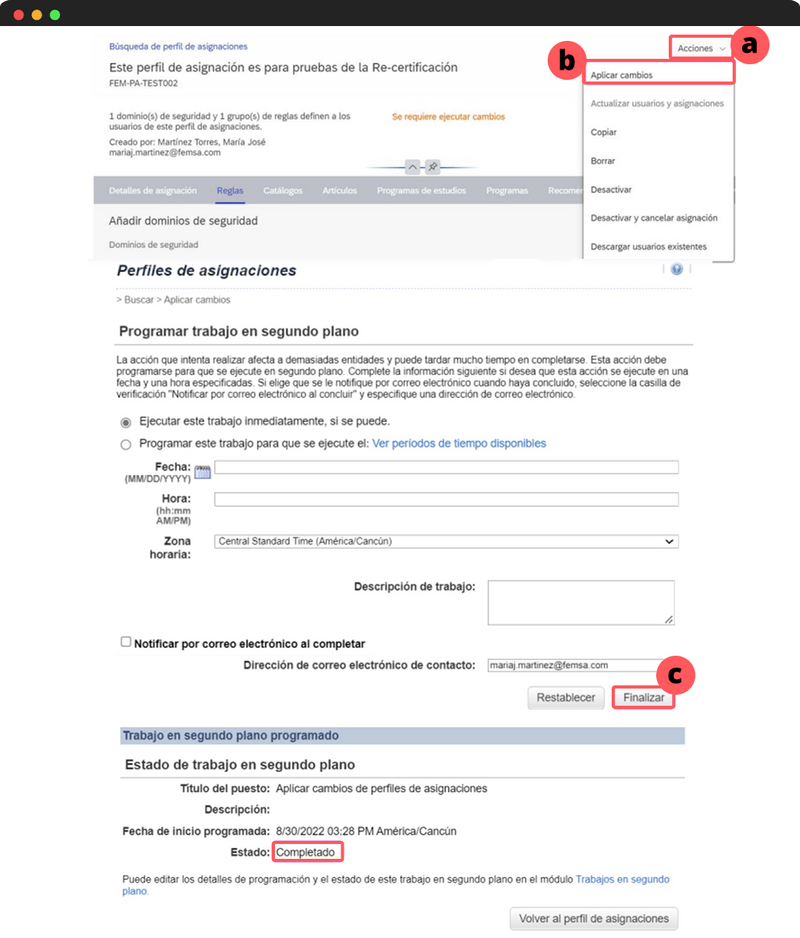 Búsqueda de perfil de asignaciones
Acciones
a
b
Este perfil de asignación es para pruebas de la Re-certificación
FEM-PA-TEST002
Aplicar cambios
Actualizar usuarios y asignaciones
Copiar
Borrar
Desactivar
Desactivar y cancelar asignación
Descargar usuarios existentes
1 dominio(s) de seguridad y 1 grupo(s) de reglas definen a los
usuarios de este perfil de asignaciones.
Se requiere ejecutar cambios
Creado por: Martínez Torres, María José
mariaj.martinez@femsa.com
Detalles de asignación Reglas Catálogos Artículos Programas de estudios Programas Recomen
Añadir dominios de seguridad
Dominios de seguridad
Perfiles de asignaciones
> Buscar > Aplicar cambios
Programar trabajo en segundo plano
La acción que intenta realizar afecta a demasiadas entidades y puede tardar mucho tiempo en completarse. Esta acción debe
programarse para que se ejecute en segundo plano. Complete la información siguiente si desea que esta acción se ejecute en una
fecha y una hora especificadas. Si elige que se le notifique por correo electrónico cuando haya concluido, seleccione la casilla de
verificación "Notificar por correo electrónico al concluir" y especifique una dirección de correo electrónico.
Ejecutar este trabajo inmediatamente, si se puede.
Programar este trabajo para que se ejecute el: Ver períodos de tiempo disponibles
Fecha:
(MM/DD/YYYY)
Hora:
(hh:mm
AM/PM)
Zona
horaria:
Central Standard Time (América/Cancún)
Descripción de trabajo:
Notificar por correo electrónico al completar
Dirección de correo electrónico de contacto: mariaj.martinez@femsa.com
c
Restablecer Finalizar
Trabajo en segundo plano programado
Estado de trabajo en segundo plano
Título del puesto: Aplicar cambios de perfiles de asignaciones
Descripción:
Fecha de inicio programada: 8/30/2022 03:28 PM América/Cancún
Estado: Completado
Puede editar los detalles de programación y el estado de este trabajo en segundo plano en el módulo Trabajos en segundo
plano.
Volver al perfil de asignaciones